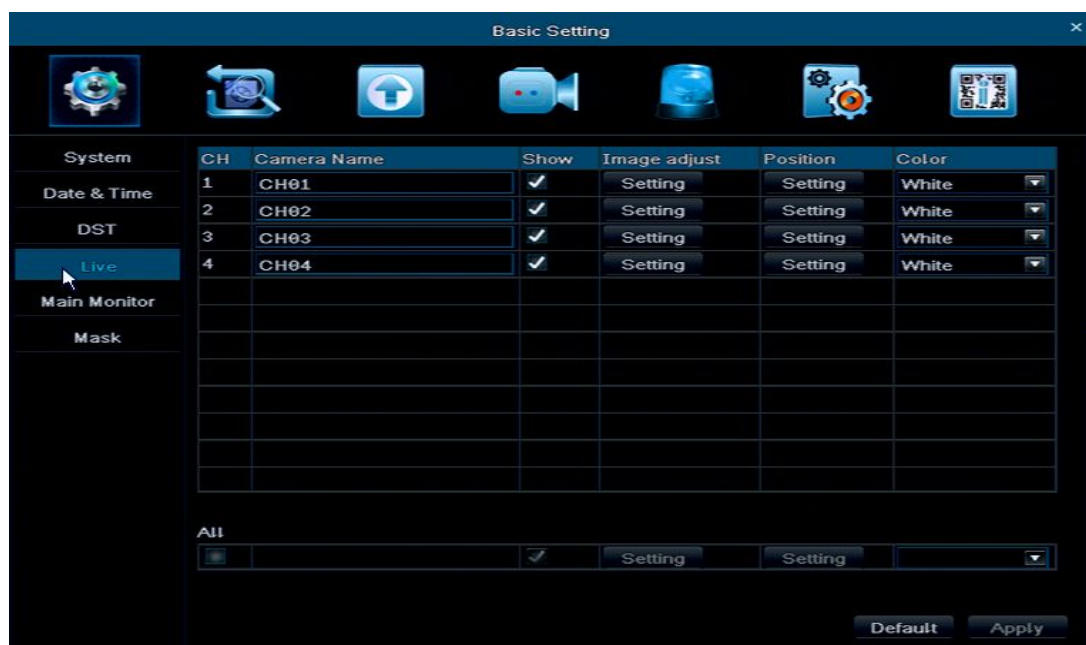 Basic Setting
System
Date & Time
DST
Live
Main Monitor
Mask
CH Camera Name Show Image adjust Position Color
1 CH01 Setting Setting White
2 CH02 Setting Setting White
3 CH03 Setting Setting White
4 CH04 Setting Setting White
All
Setting Setting
Default Apply